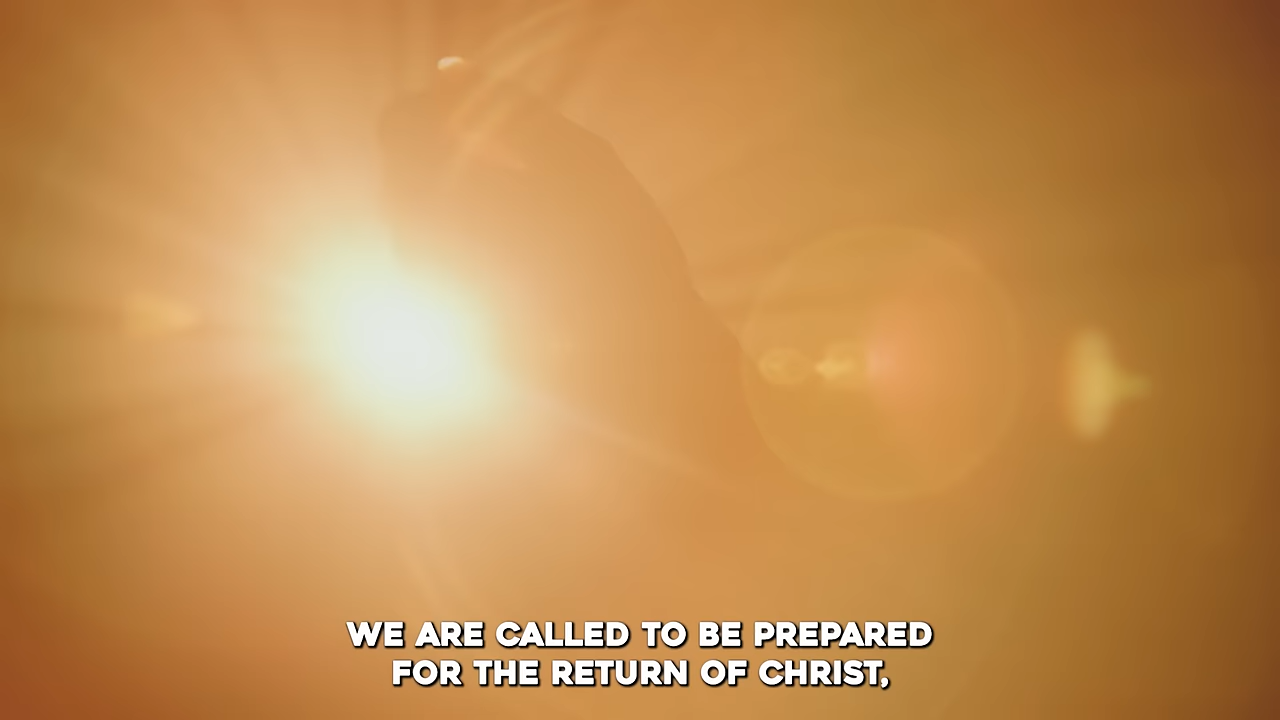 WE ARE CALLED TO BE PREPARED
FOR THE RETURN OF CHRIST,